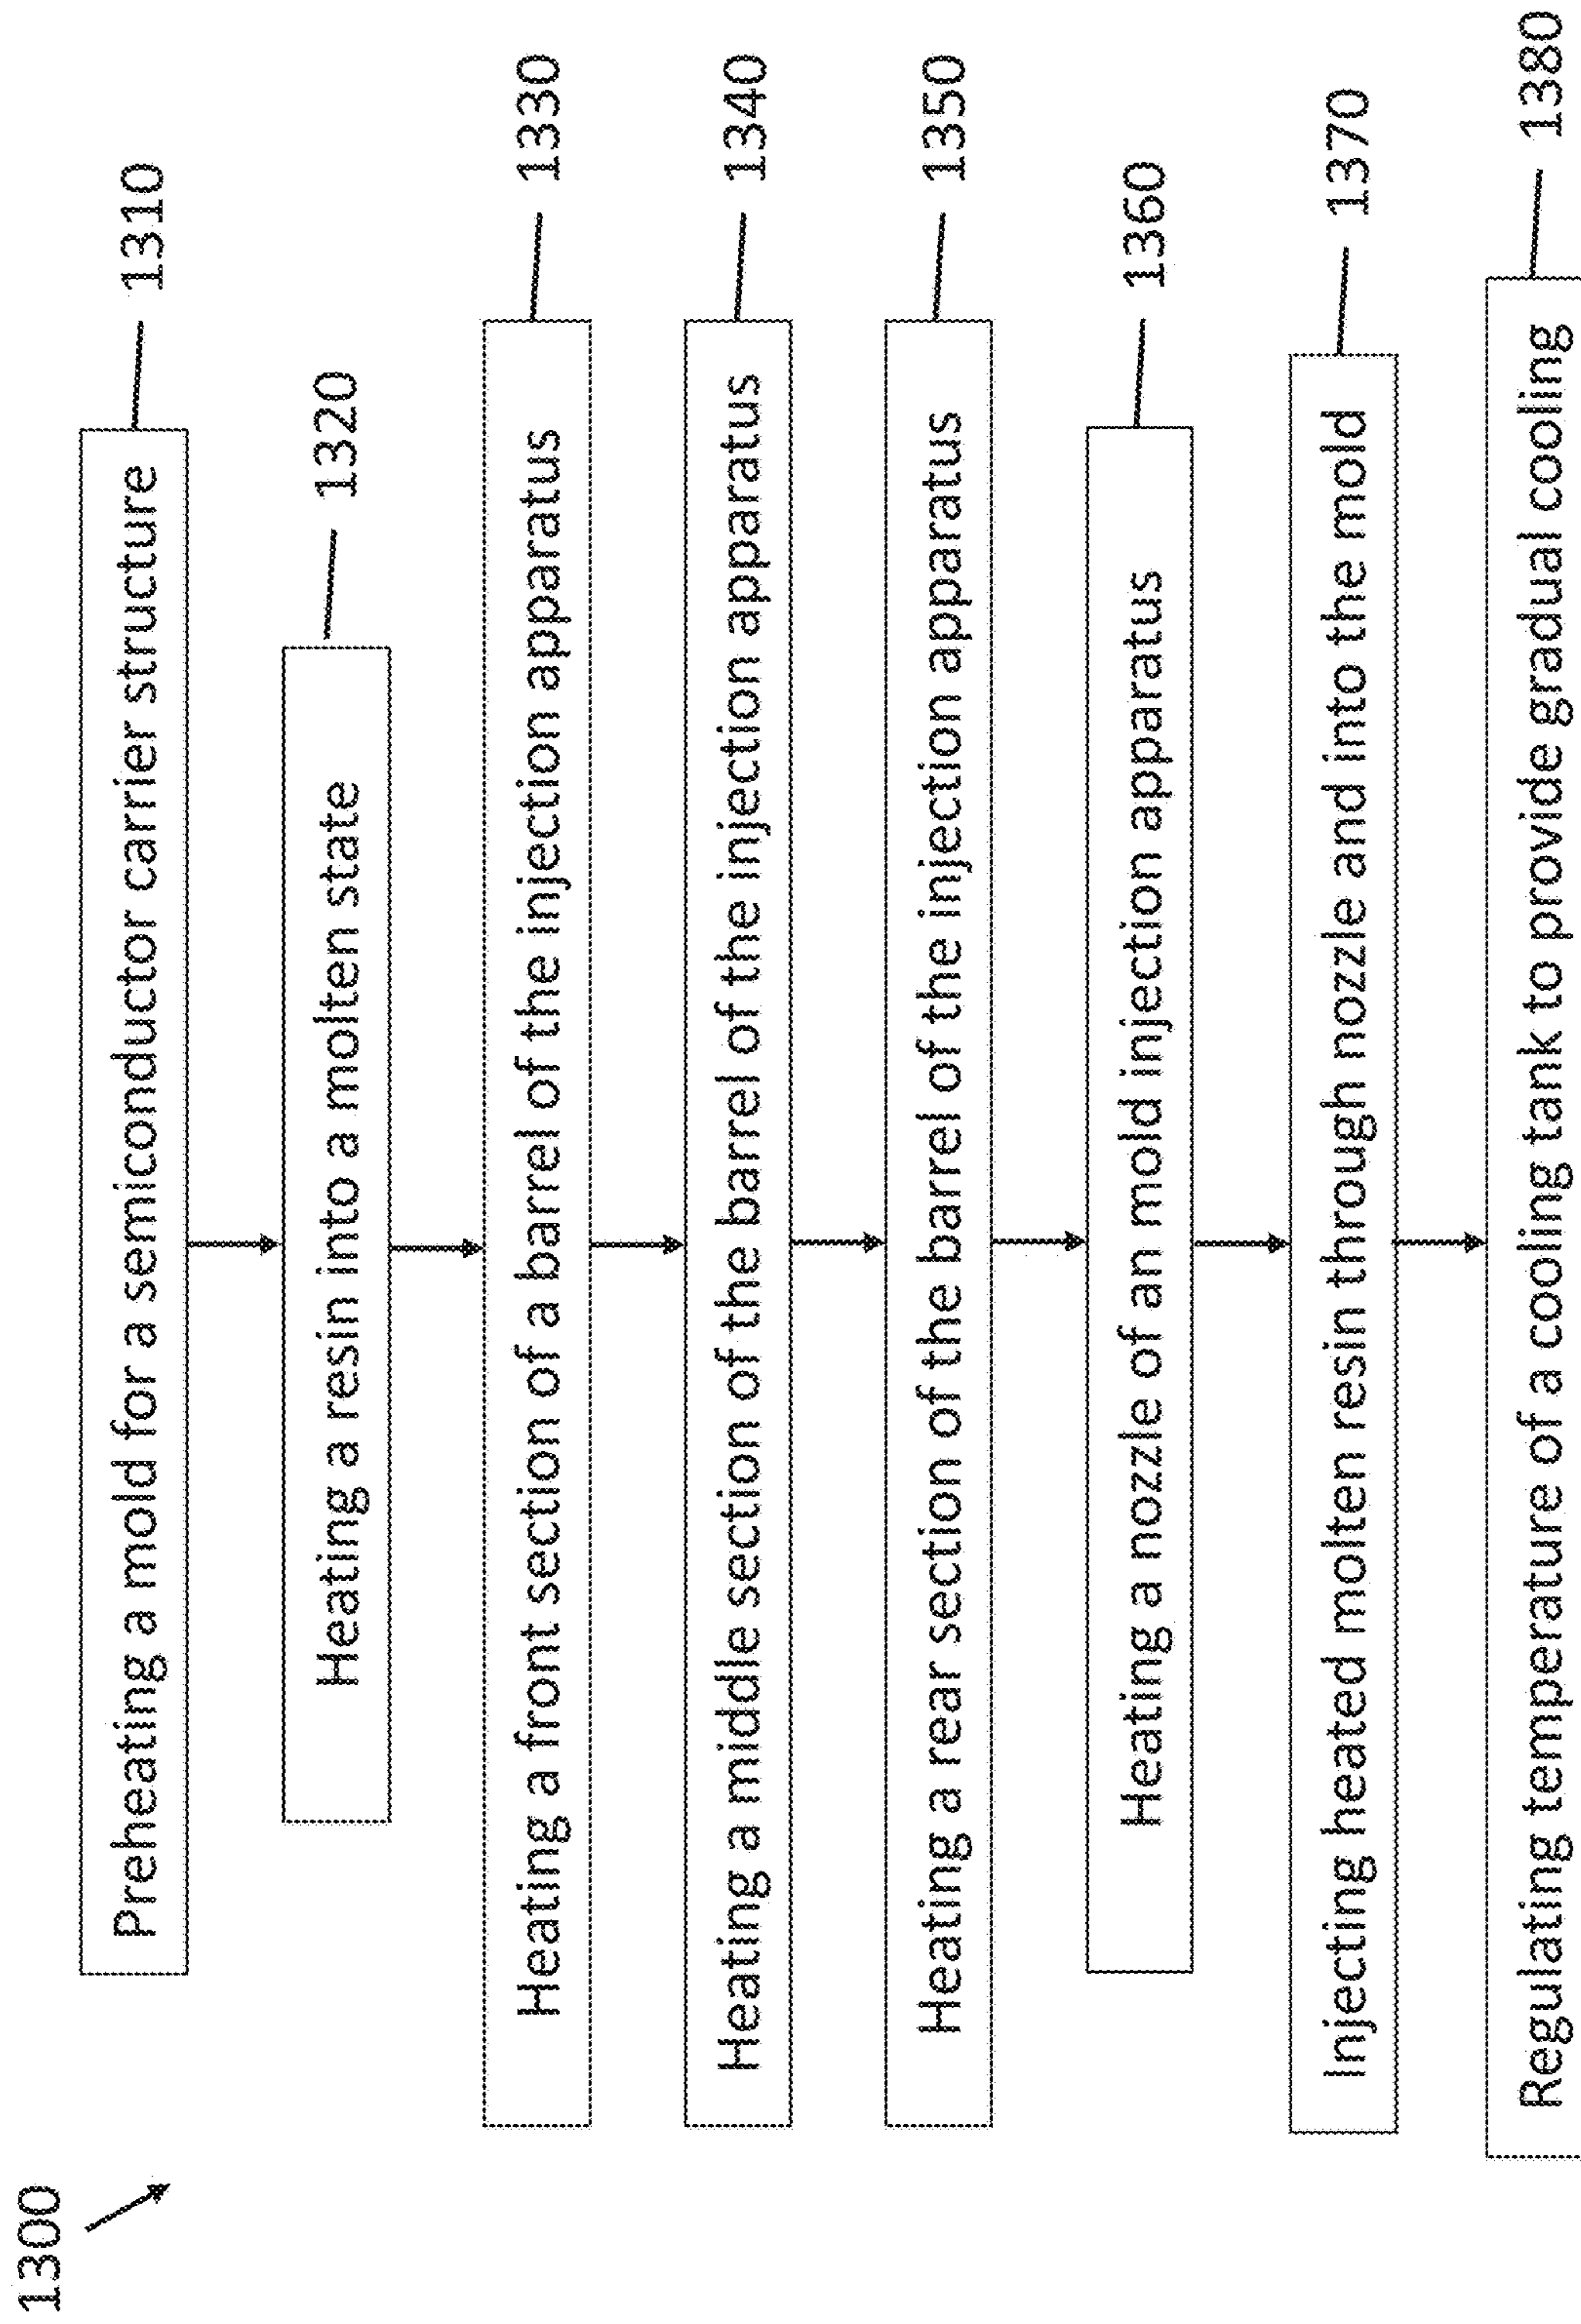 1300
Preheating a mold for a semiconductor carrier structure
1310
Heating a resin into a molten state
1320
Heating a front section of a barrel of the injection apparatus
1330
Heating a middle section of the barrel of the injection apparatus
1340
Heating a rear section of the barrel of the injection apparatus
1350
Heating a nozzle of an mold injection apparatus
1360
Injecting heated molten resin through nozzle and into the mold
1370
Regulating temperature of a cooling tank to provide gradual cooling
1380